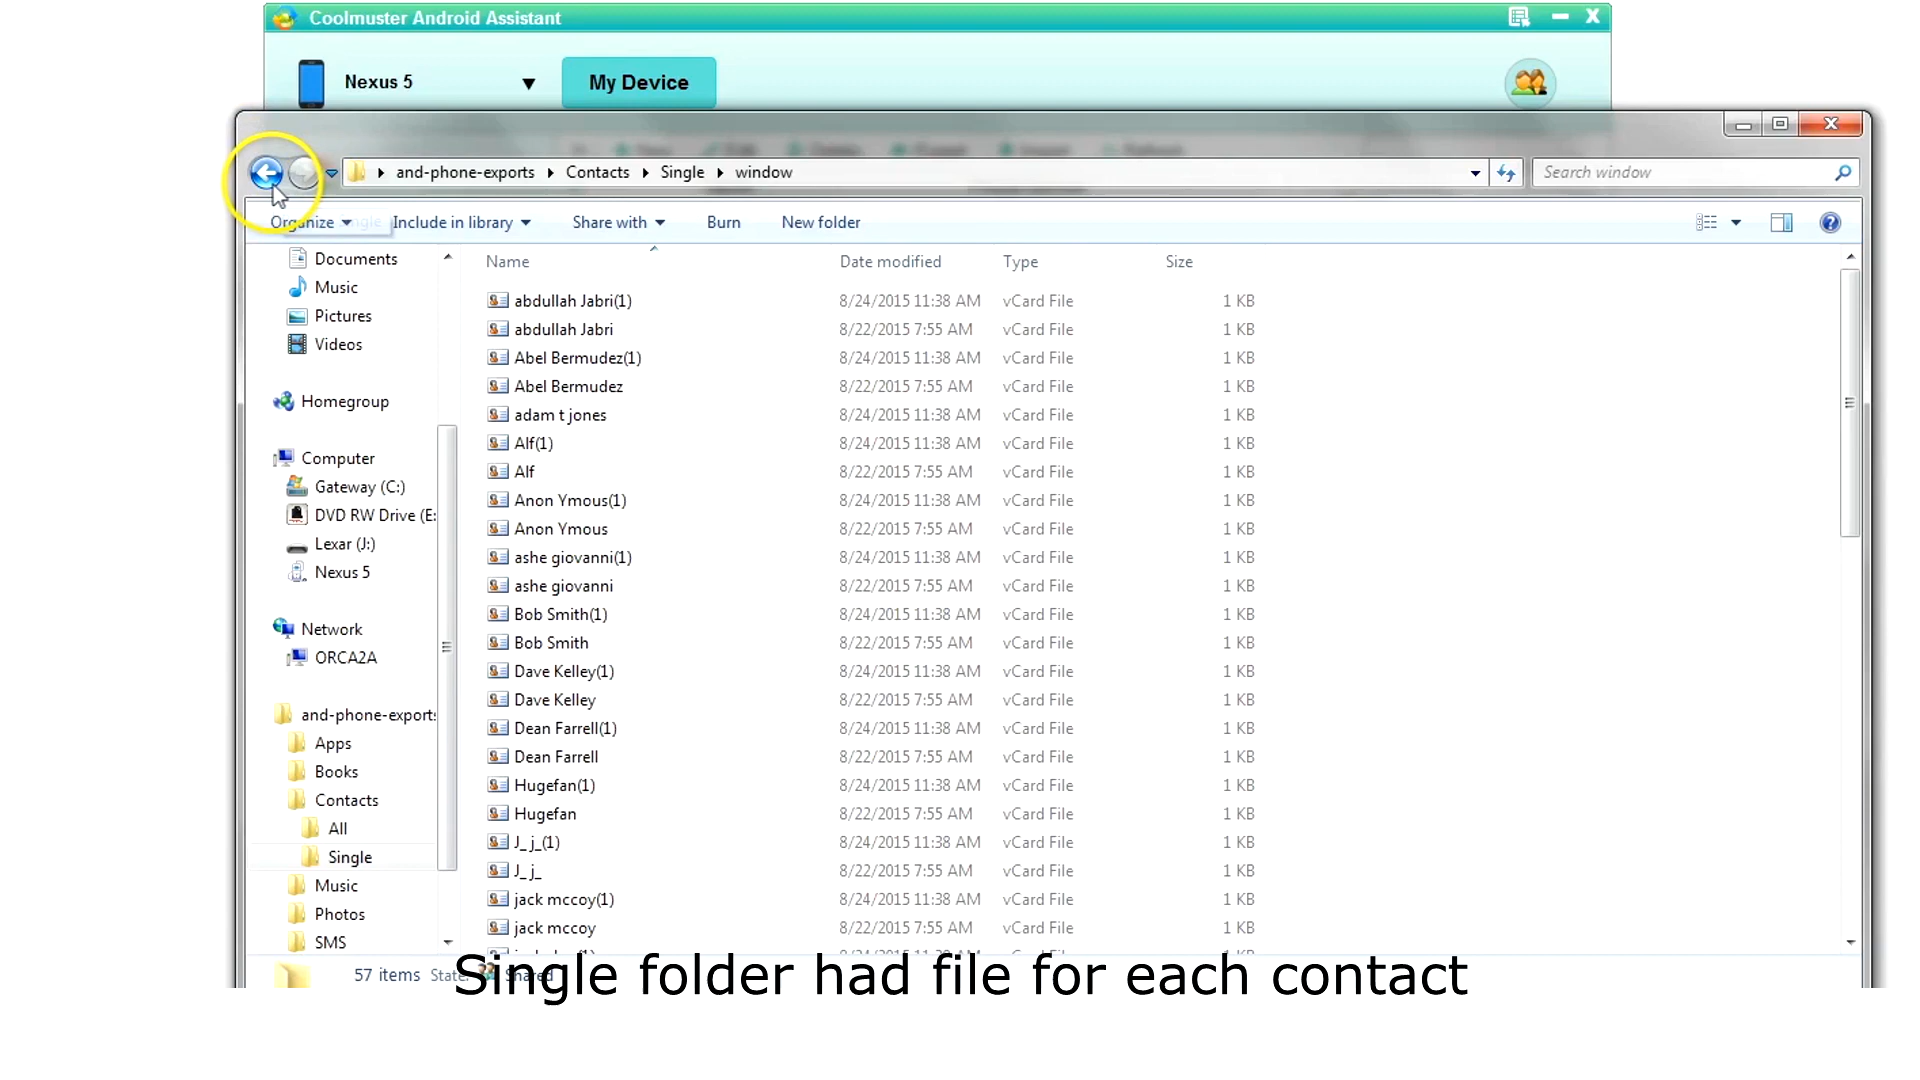 Coolmuster Android Assistant
Nexus 5
My Device
and-phone-exports Contacts Single window
Search window
Organize Include in library Share with Burn New folder
Name Date modified Type Size
Documents
Music
Pictures
Videos
Homegroup
Computer
Gateway (C:)
DVD RW Drive (E:
Lexar (J:)
Nexus 5
Network
ORCA2A
and-phone-exports
Apps
Books
Contacts
All
Single
Music
Photos
SMS
abdullah Jabri(1) 8/24/2015 11:38 AM vCard File 1 KB
abdullah Jabri 8/22/2015 7:55 AM vCard File 1 KB
Abel Bermudez(1) 8/24/2015 11:38 AM vCard File 1 KB
Abel Bermudez 8/22/2015 7:55 AM vCard File 1 KB
adam t jones 8/24/2015 11:38 AM vCard File 1 KB
Alf(1) 8/24/2015 11:38 AM vCard File 1 KB
Alf 8/22/2015 7:55 AM vCard File 1 KB
Anon Ymous(1) 8/24/2015 11:38 AM vCard File 1 KB
Anon Ymous 8/22/2015 7:55 AM vCard File 1 KB
ashe giovanni(1) 8/24/2015 11:38 AM vCard File 1 KB
ashe giovanni 8/22/2015 7:55 AM vCard File 1 KB
Bob Smith(1) 8/24/2015 11:38 AM vCard File 1 KB
Bob Smith 8/22/2015 7:55 AM vCard File 1 KB
Dave Kelley(1) 8/24/2015 11:38 AM vCard File 1 KB
Dave Kelley 8/22/2015 7:55 AM vCard File 1 KB
Dean Farrell(1) 8/24/2015 11:38 AM vCard File 1 KB
Dean Farrell 8/22/2015 7:55 AM vCard File 1 KB
Hugefan(1) 8/24/2015 11:38 AM vCard File 1 KB
Hugefan 8/22/2015 7:55 AM vCard File 1 KB
J_ j_(1) 8/24/2015 11:38 AM vCard File 1 KB
J_ j_ 8/22/2015 7:55 AM vCard File 1 KB
jack mccoy(1) 8/24/2015 11:38 AM vCard File 1 KB
jack mccoy 8/22/2015 7:55 AM vCard File 1 KB
57 items State: Shared
Single folder had file for each contact